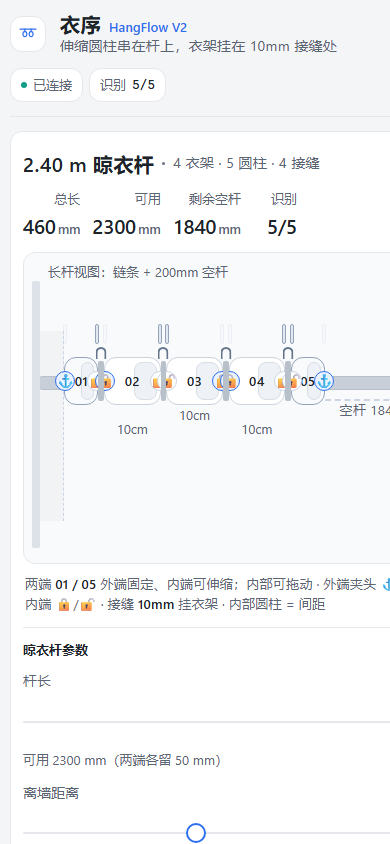 衣序 HangFlow V2
伸缩圆柱串在杆上，衣架挂在 10mm 接缝处
已连接
识别 5/5
2.40 m 晾衣杆 · 4 衣架 · 5 圆柱 · 4 接缝
总长 可用 剩余空杆 识别
460 mm 2300 mm 1840 mm 5/5
长杆视图：链条 + 200mm 空杆
01 02 03 04 05
空杆 184
10cm
10cm 10cm
两端 01 / 05 外端固定、内端可伸缩；内部可拖动 · 外端夹头
内端 🔒/🔓 · 接缝 10mm 挂衣架 · 内部圆柱 = 间距
晾衣杆参数
杆长
可用 2300 mm（两端各留 50 mm）
离墙距离